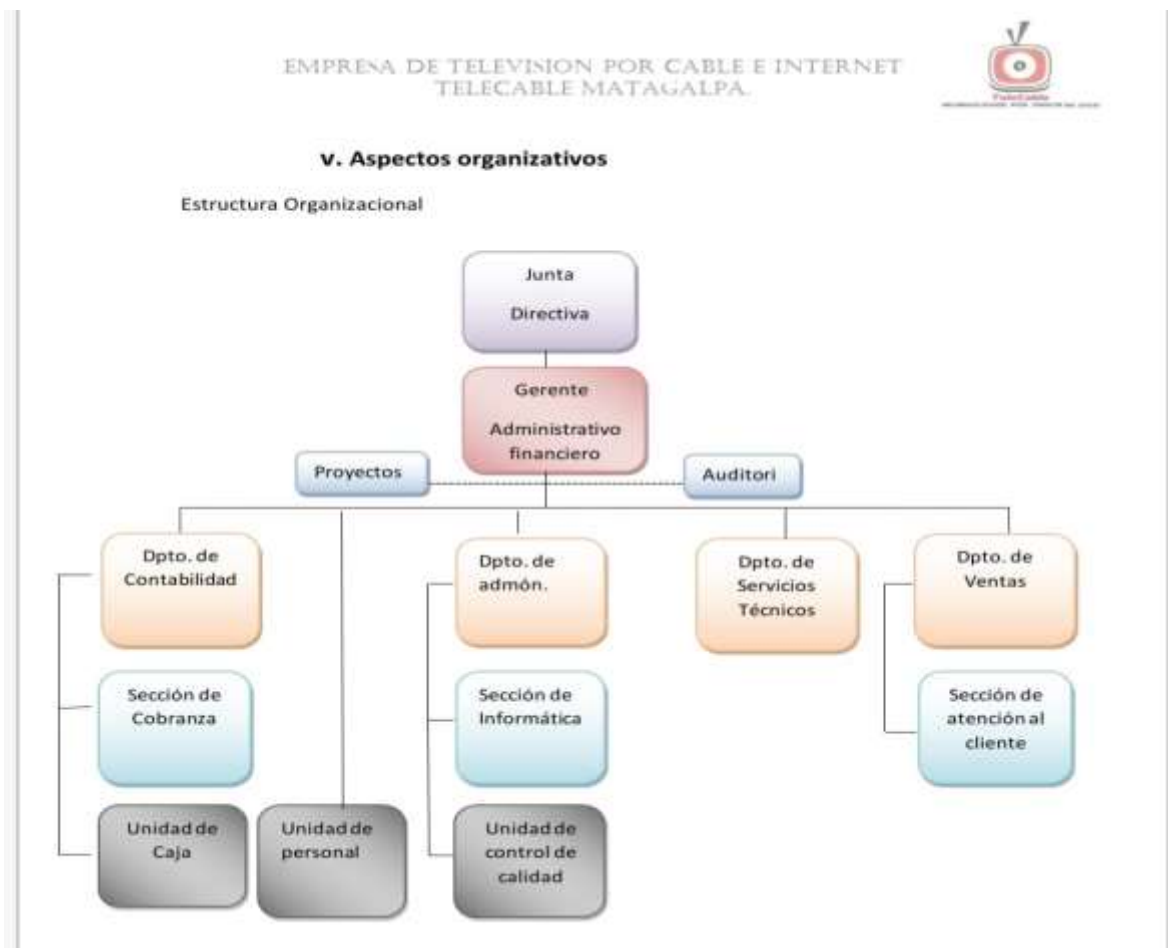 EMPRESA DE TELEVISION POR CABLE E INTERNET
TELECABLE MATAGALPA.
TeleCable
v. Aspectos organizativos
Estructura Organizacional
Junta
Directiva
Gerente
Administrativo
financiero
Proyectos
Auditori
Dpto. de
Contabilidad
Dpto. de
admón.
Dpto. de
Servicios
Técnicos
Dpto. de
Ventas
Sección de
Cobranza
Sección de
Informática
Sección de
atención al
cliente
Unidad de
Caja
Unidad de
personal
Unidad de
control de
calidad